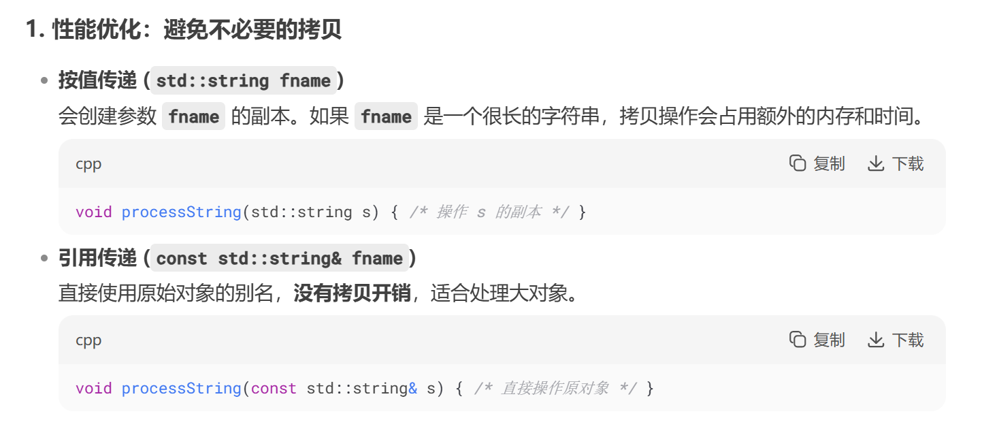 1. 性能优化：避免不必要的拷贝
按值传递 (std::string fname)
会创建参数 fname 的副本。如果 fname 是一个很长的字符串，拷贝操作会占用额外的内存和时间。
cpp 复制 下载
void processString(std::string s) { /* 操作 s 的副本 */ }
引用传递 (const std::string& fname)
直接使用原始对象的别名，没有拷贝开销，适合处理大对象。
cpp 复制 下载
void processString(const std::string& s) { /* 直接操作原对象 */ }